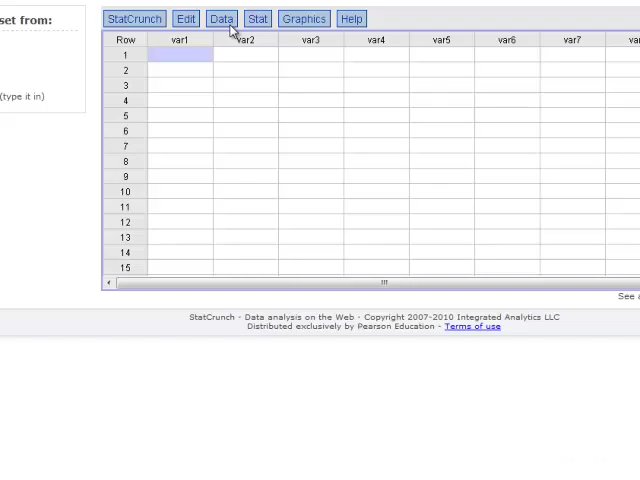 set from:
(type it in)
StatCrunch Edit Data Stat Graphics Help
Row var1 var2 var3 var4 var5 var6 var7
1
2
3
4
5
6
7
8
9
10
11
12
13
14
15
See
StatCrunch - Data analysis on the Web - Copyright 2007-2010 Integrated Analytics LLC
Distributed exclusively by Pearson Education - Terms of use